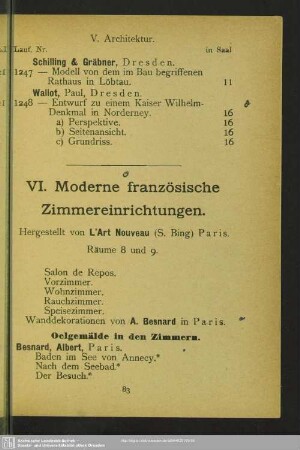 V. Architektur.
Lauf. Nr. in Saal
Schilling & Gräbner, Dresden.
1247 — Modell von dem im Bau begriffenen
Rathaus in Löbtau. 11
Wallot, Paul, Dresden.
1248 — Entwurf zu einem Kaiser Wilhelm-
Denkmal in Norderney. 16
a) Perspektive. 16
b) Seitenansicht. 16
c) Grundriss. 16
VI. Moderne französische
Zimmereinrichtungen.
Hergestellt von L'Art Nouveau (S. Bing) Paris.
Räume 8 und 9.
Salon de Repos.
Vorzimmer.
Wohnzimmer.
Rauchzimmer.
Speisezimmer.
Wanddekorationen von A. Besnard in Paris.
Oelgemälde in den Zimmern.
Besnard, Albert, Paris.
Baden im See von Annecy.*
Nach dem Seebad.*
Der Besuch.*
83